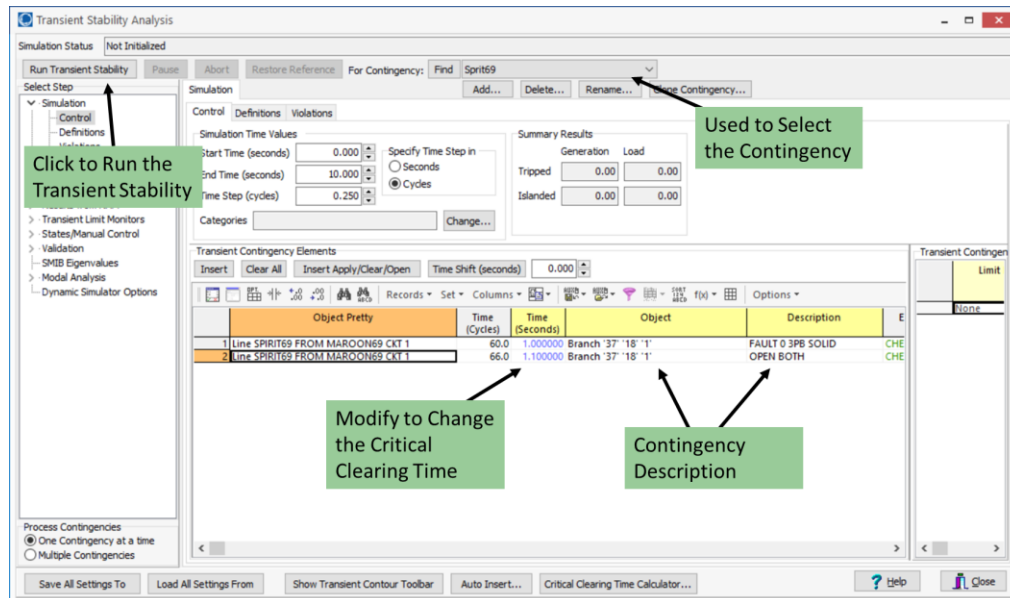 Transient Stability Analysis
Simulation Status Not Initialized
Run Transient Stability Pause Abort Restore Reference For Contingency: Find Sprit69
Select Step
Simulation
Control
Definitions
Simulation Add... Delete... Rename... Clone Contingency...
Control Definitions Violations
Simulation Time Values
Start Time (seconds) 0.000
End Time (seconds) 10.000
Time Step (cycles) 0.250
Specify Time Step in
Seconds
Cycles
Categories Change...
Summary Results
Generation Load
Tripped 0.00 0.00
Islanded 0.00 0.00
Click to Run the
Transient Stability
Used to Select
the Contingency
Transient Limit Monitors
States/Manual Control
Validation
SMIB Eigenvalues
Modal Analysis
Dynamic Simulator Options
Transient Contingency Elements
Insert Clear All Insert Apply/Clear/Open Time Shift (seconds) 0.000
Records Set Columns f(x) Options
Object Pretty Time (Cycles) Time (Seconds) Object Description E
1 Line SPIRIT69 FROM MAROON69 CKT 1 60.0 1.000000 Branch '37' '18' '1' FAULT 0 3PB SOLID CHE
2 Line SPIRIT69 FROM MAROON69 CKT 1 66.0 1.100000 Branch '37' '18' '1' OPEN BOTH CHE
Transient Contingen
Limit
None
Modify to Change
the Critical
Clearing Time
Contingency
Description
Process Contingencies
One Contingency at a time
Multiple Contingencies
Save All Settings To Load All Settings From Show Transient Contour Toolbar Auto Insert... Critical Clearing Time Calculator... ? Help Close